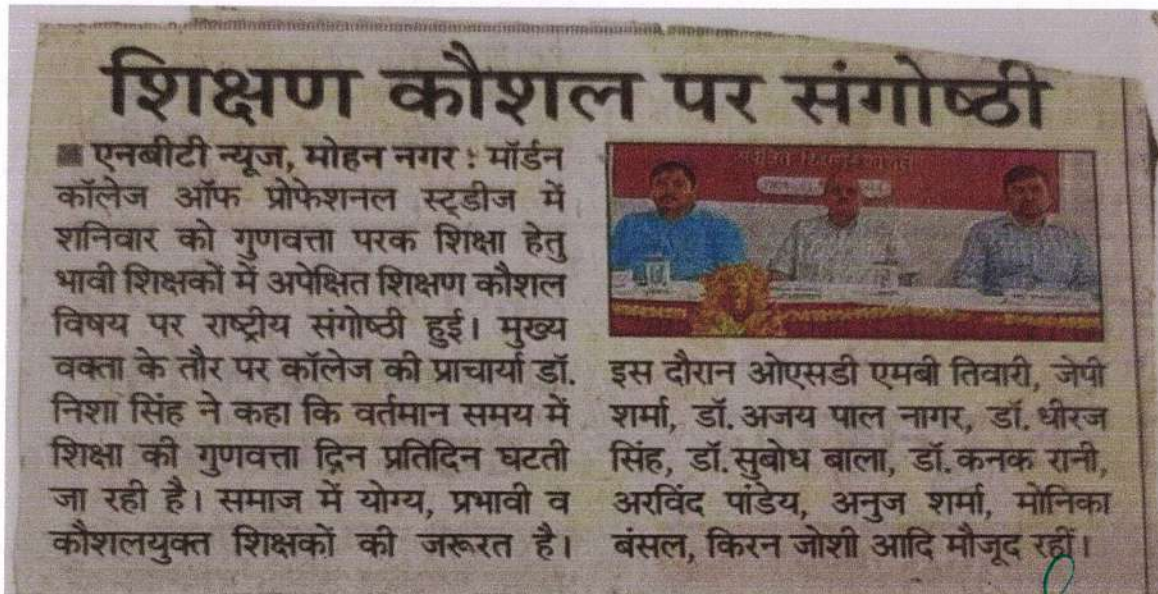 शिक्षण कौशल पर संगोष्ठी
■ एनबीटी न्यूज, मोहन नगर : मॉर्डन
कॉलेज ऑफ प्रोफेशनल स्टडीज में
शनिवार को गुणवत्ता परक शिक्षा हेतु
भावी शिक्षकों में अपेक्षित शिक्षण कौशल
विषय पर राष्ट्रीय संगोष्ठी हुई। मुख्य
वक्ता के तौर पर कॉलेज की प्राचार्या डॉ.
निशा सिंह ने कहा कि वर्तमान समय में
शिक्षा की गुणवत्ता दिन प्रतिदिन घटती
जा रही है। समाज में योग्य, प्रभावी व
कौशलयुक्त शिक्षकों की जरूरत है।
इस दौरान ओएसडी एमबी तिवारी, जेपी
शर्मा, डॉ. अजय पाल नागर, डॉ. धीरज
सिंह, डॉ. सुबोध बाला, डॉ. कनक रानी,
अरविंद पांडेय, अनुज शर्मा, मोनिका
बंसल, किरन जोशी आदि मौजूद रहीं।